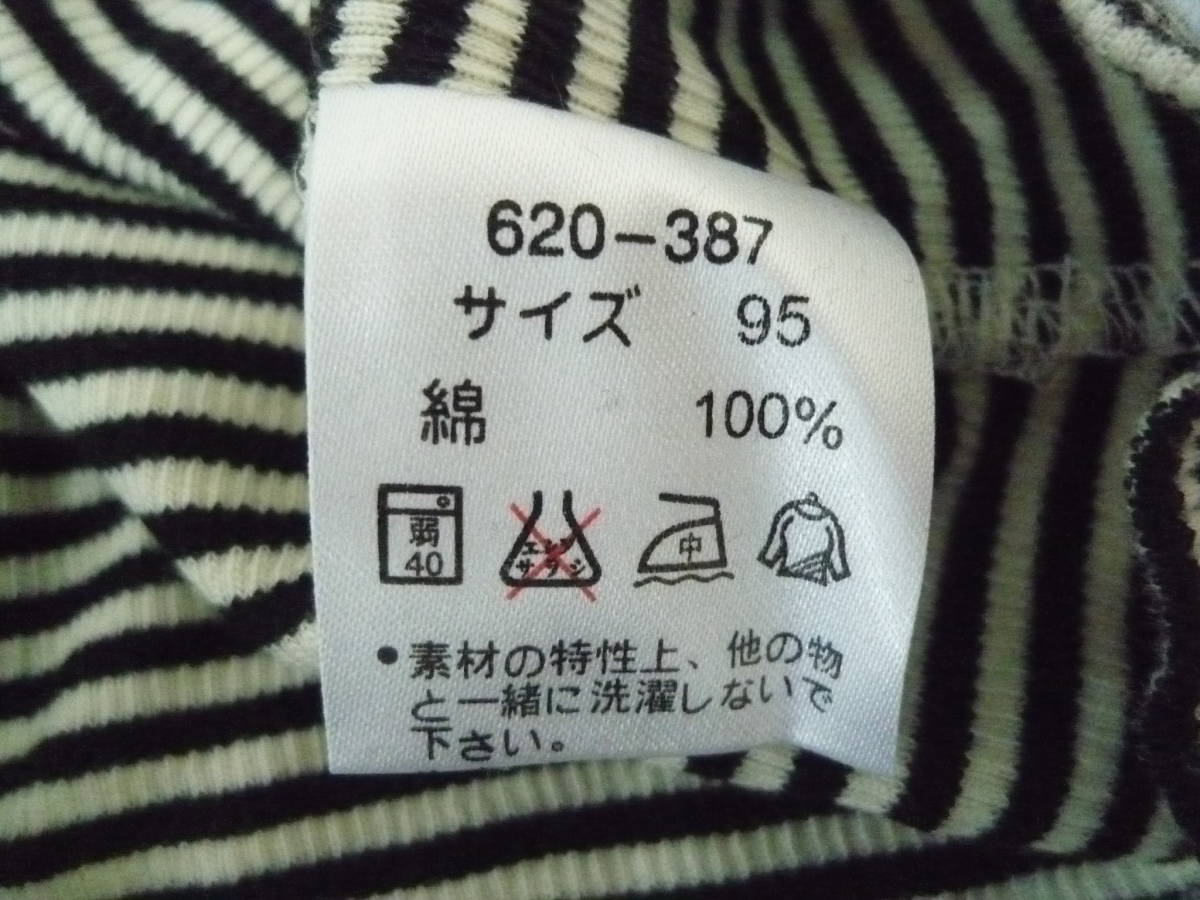 620-387
サイズ 95
綿 100%
弱 40 エンソ サラシ 中
•素材の特性上、他の物
と一緒に洗濯しないで
下さい。